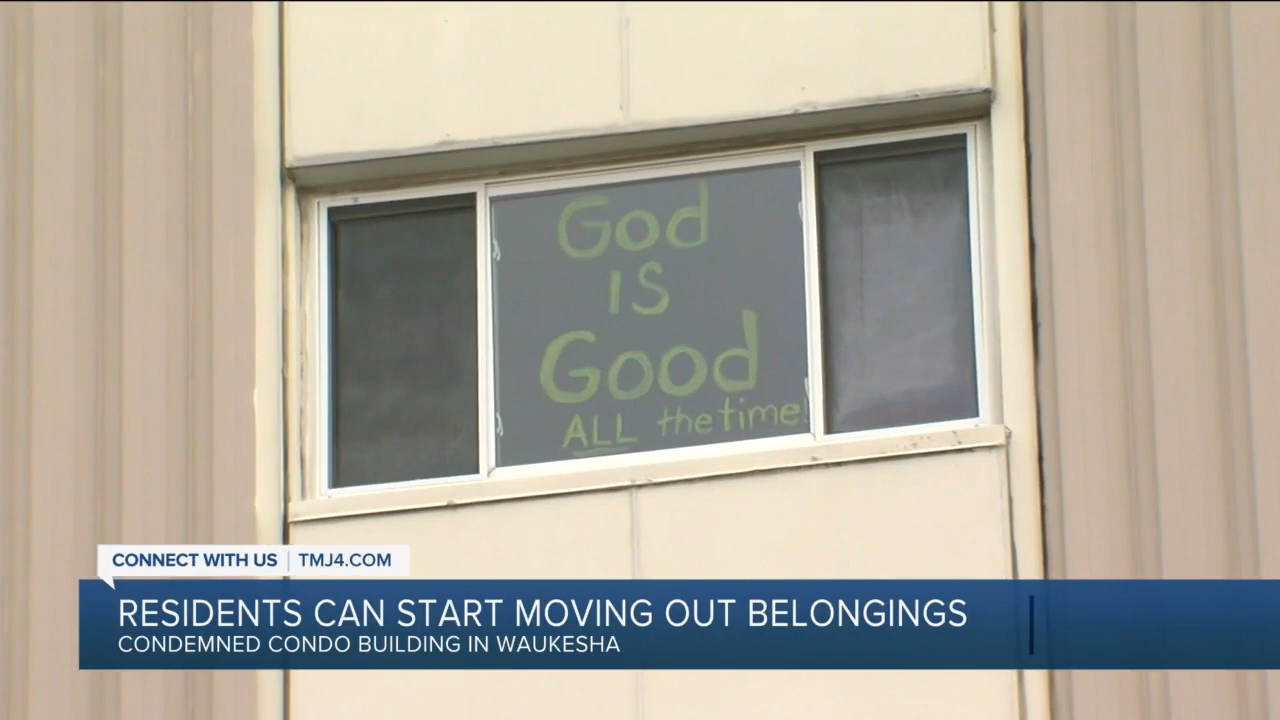 God
IS
Good
ALL the time!
CONNECT WITH US | TMJ4.COM
RESIDENTS CAN START MOVING OUT BELONGINGS
CONDEMNED CONDO BUILDING IN WAUKESHA